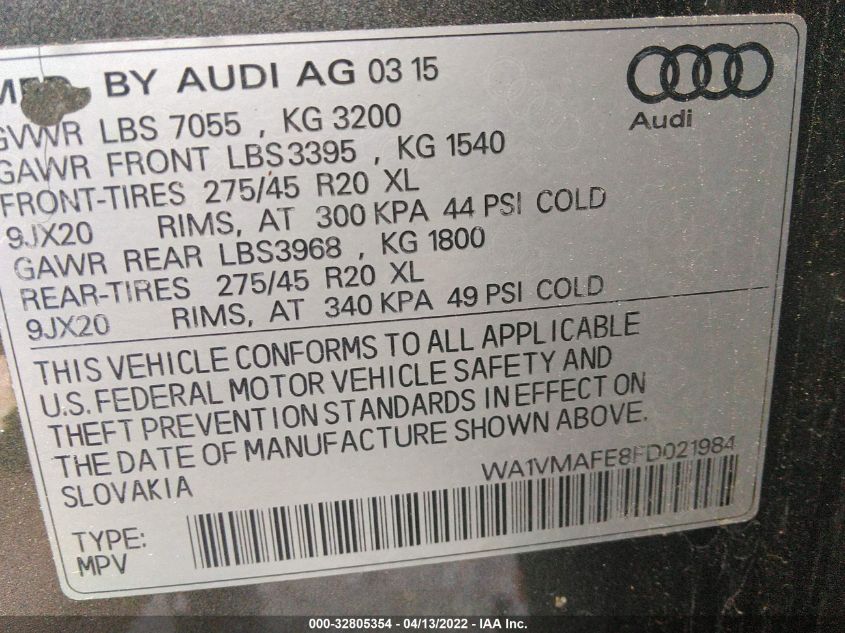 MFD BY AUDI AG 03 15
Audi
GVWR LBS 7055 , KG 3200
GAWR FRONT LBS3395 , KG 1540
FRONT-TIRES 275/45 R20 XL
9JX20 RIMS, AT 300 KPA 44 PSI COLD
GAWR REAR LBS3968 , KG 1800
REAR-TIRES 275/45 R20 XL
9JX20 RIMS, AT 340 KPA 49 PSI COLD
THIS VEHICLE CONFORMS TO ALL APPLICABLE
U.S. FEDERAL MOTOR VEHICLE SAFETY AND
THEFT PREVENTION STANDARDS IN EFFECT ON
THE DATE OF MANUFACTURE SHOWN ABOVE.
SLOVAKIA WA1VMAFE8FD021984
TYPE:
MPV
000-32805354 - 04/13/2022 - IAA Inc.